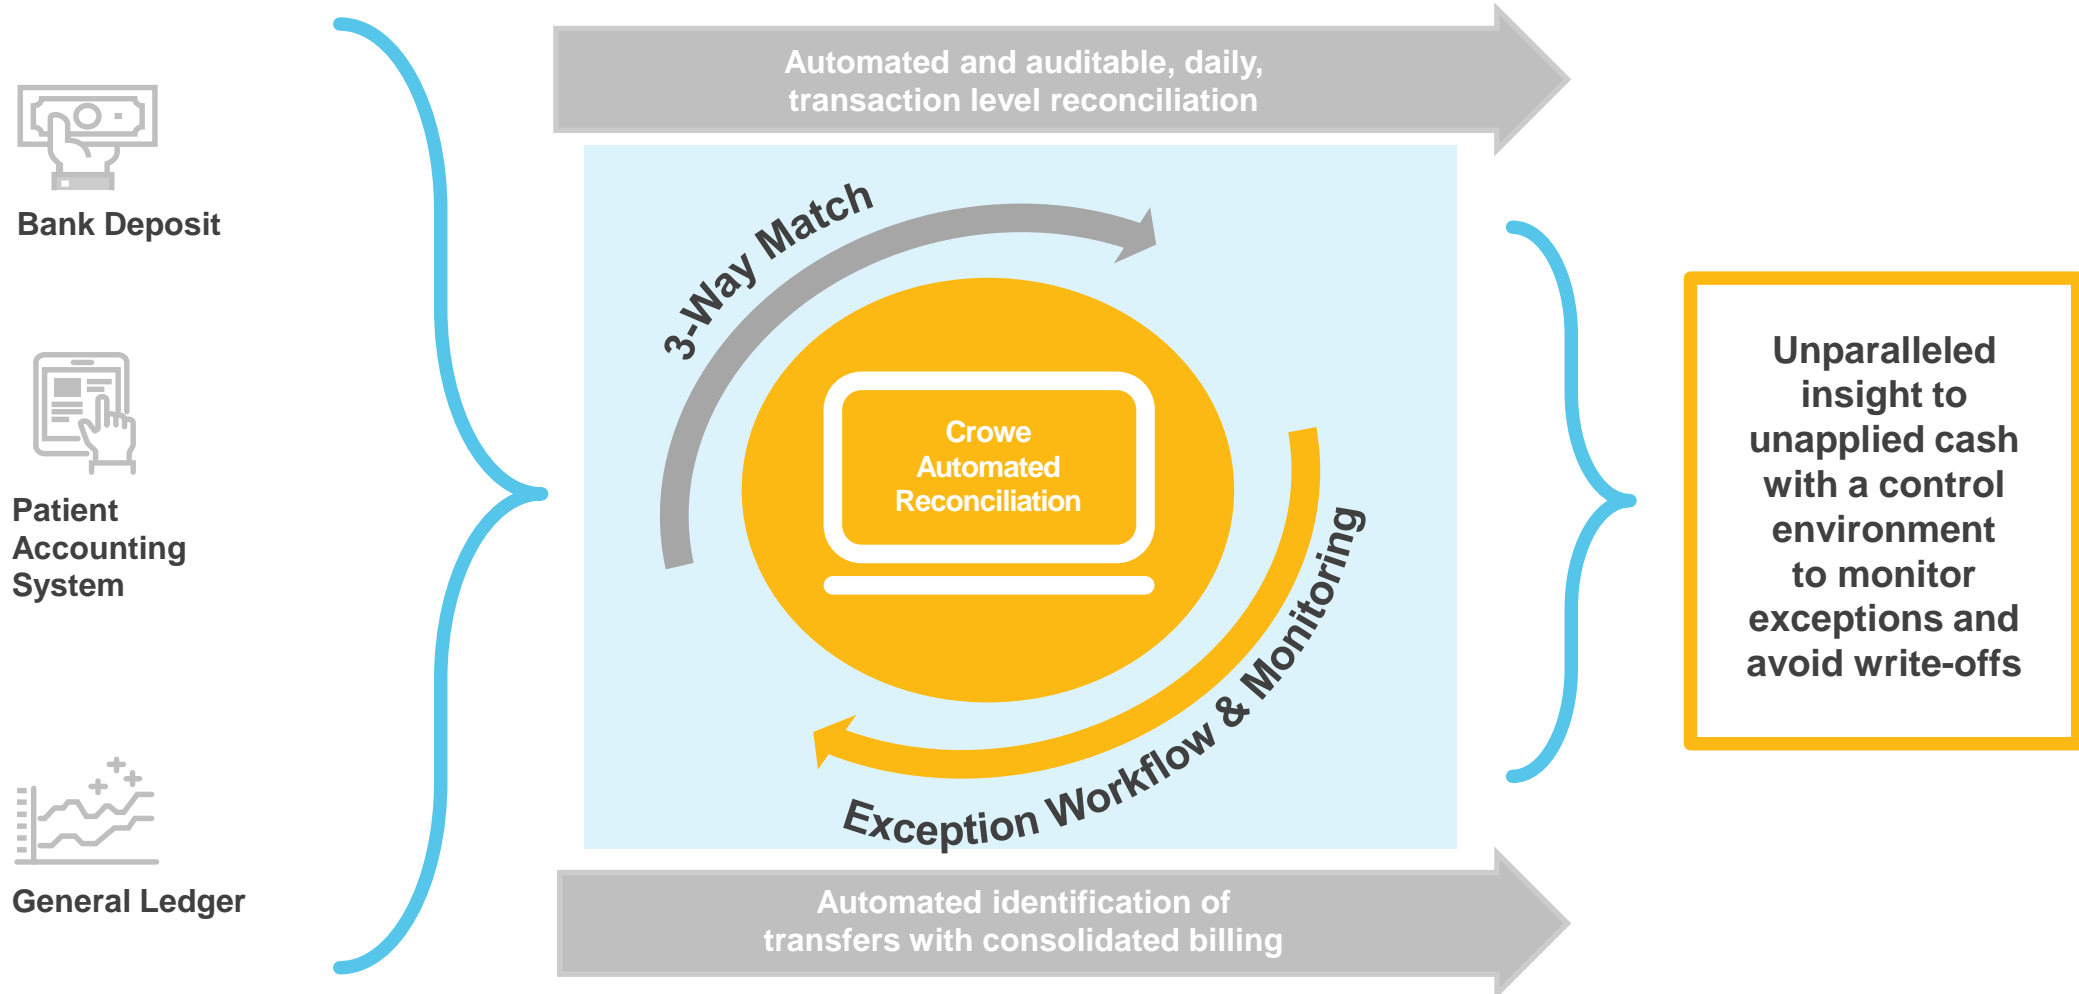 Bank Deposit
Patient
Accounting
System
General Ledger
Automated and auditable, daily,
transaction level reconciliation
3-Way Match
Crowe
Automated
Reconciliation
Exception Workflow & Monitoring
Automated identification of
transfers with consolidated billing
Unparalleled
insight to
unapplied cash
with a control
environment
to monitor
exceptions and
avoid write-offs